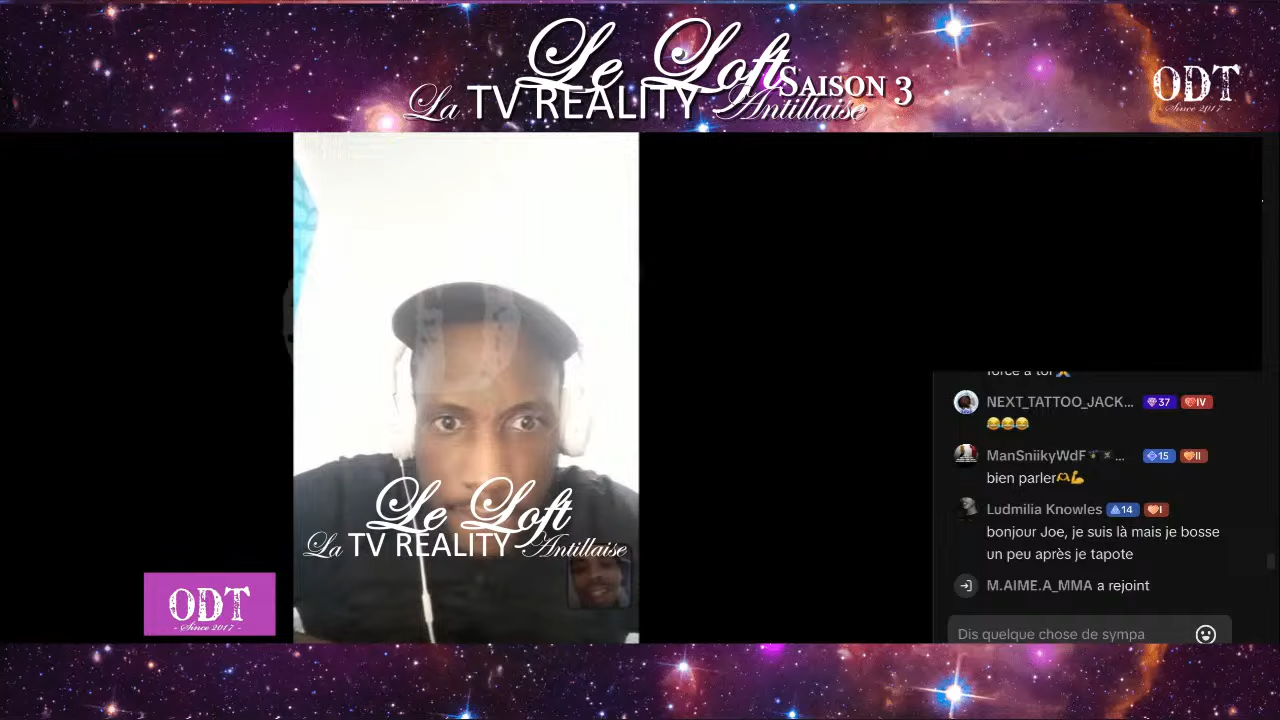 Le Loft
Saison 3
La TV REALITY Antillaise
ODT
- Since 2017 -
force à toi
NEXT_TATTOO_JACK... 37 IV
😂😂😂
ManSniikyWdF ... 15 II
bien parler🫶💪
Ludmilia Knowles 14 I
bonjour Joe, je suis là mais je bosse
un peu après je tapote
M.AIME.A_MMA a rejoint
Dis quelque chose de sympa
Le Loft
La TV REALITY Antillaise
ODT
- Since 2017 -